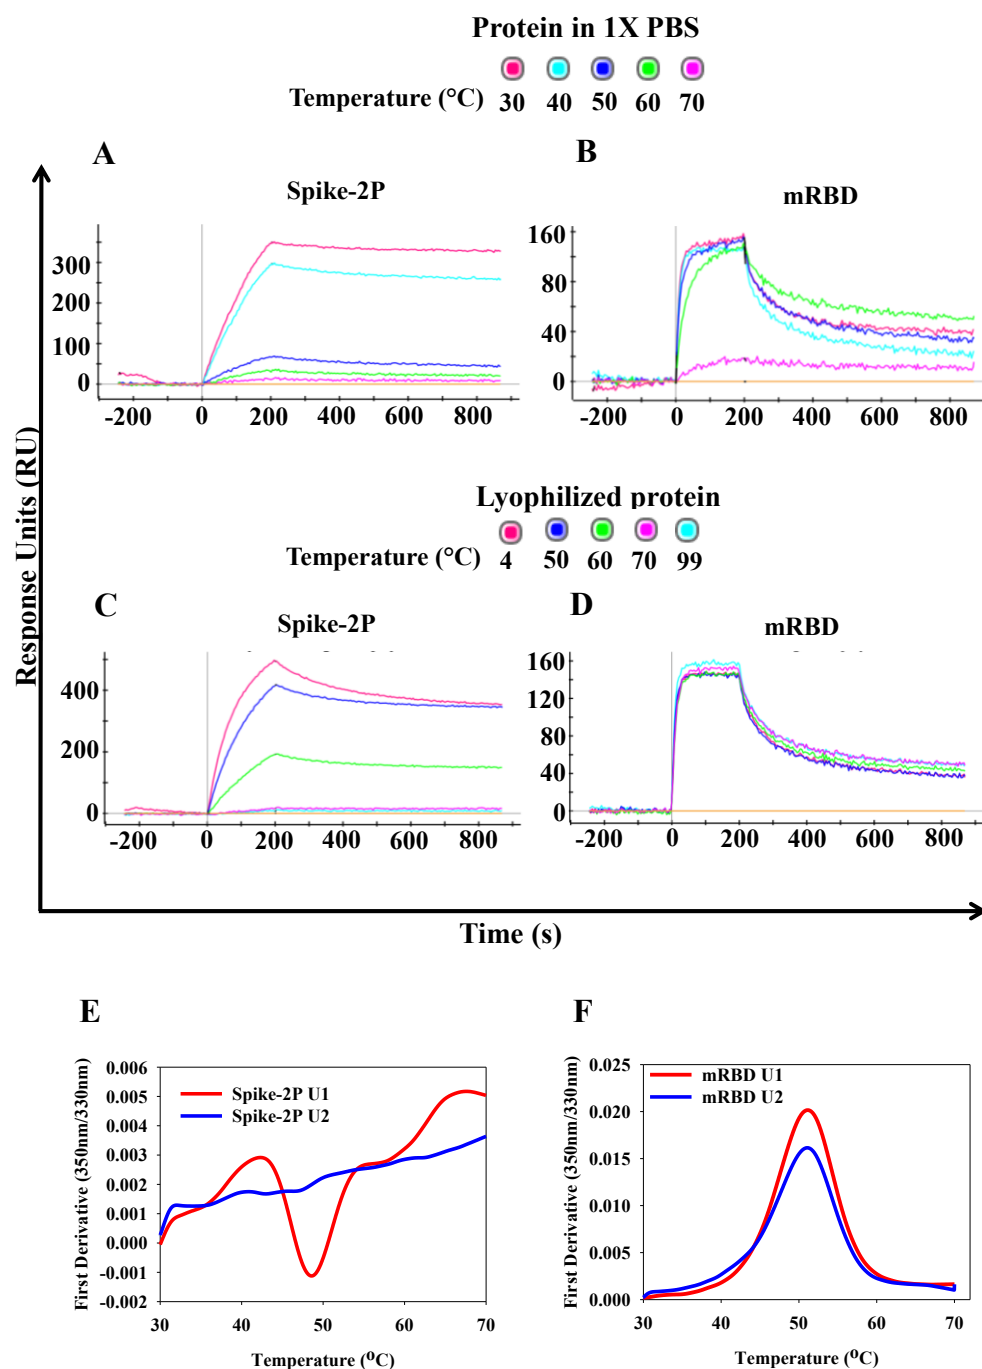 Protein in 1X PBS
Temperature (°C) 30 40 50 60 70
A
B
Spike-2P
mRBD
300
200
100
0
-200 0 200 400 600 800
160
80
40
0
-200 0 200 400 600 800
Response Units (RU)
Lyophilized protein
Temperature (°C) 4 50 60 70 99
C
D
Spike-2P
mRBD
400
200
0
-200 0 200 400 600 800
160
120
80
40
0
-200 0 200 400 600 800
Time (s)
E
F
First Derivative (350nm/330nm)
0.006
0.005
0.004
0.003
0.002
0.001
0.000
-0.001
-0.002
Spike-2P U1
Spike-2P U2
30 40 50 60 70
Temperature (°C)
First Derivative (350nm/330nm)
0.025
0.020
0.015
0.010
0.005
0.000
mRBD U1
mRBD U2
30 40 50 60 70
Temperature (°C)